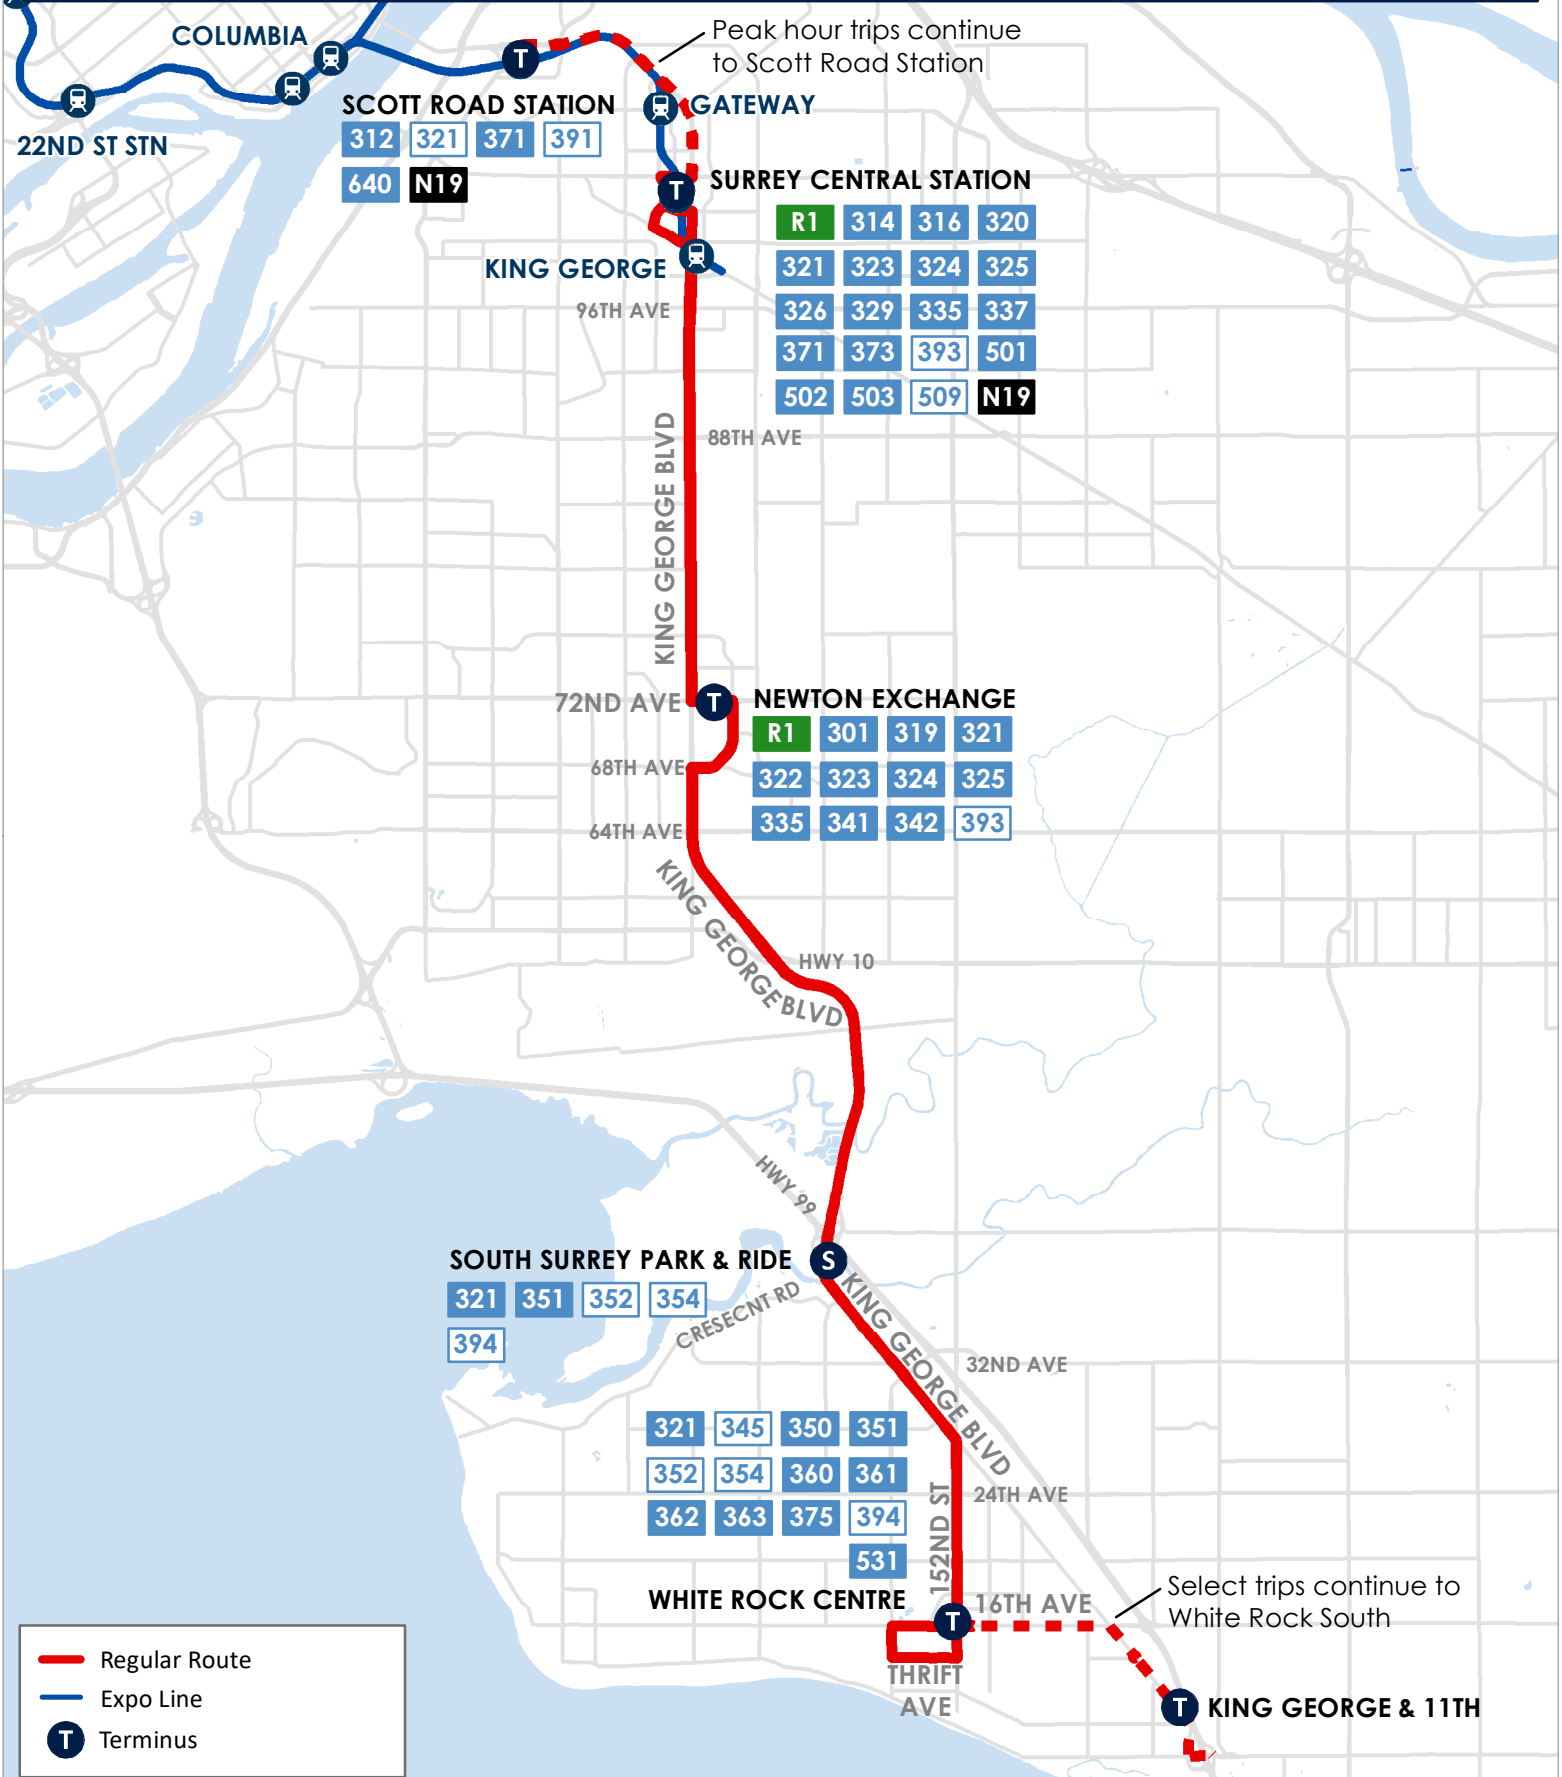 Peak hour trips continue
to Scott Road Station
COLUMBIA
T
SCOTT ROAD STATION
GATEWAY
312 321 371 391
640 N19
22ND ST STN
T
SURREY CENTRAL STATION
R1 314 316 320
321 323 324 325
326 329 335 337
371 373 393 501
502 503 509 N19
KING GEORGE
96TH AVE
88TH AVE
KING GEORGE BLVD
72ND AVE
T
NEWTON EXCHANGE
R1 301 319 321
322 323 324 325
335 341 342 393
68TH AVE
64TH AVE
KING GEORGE BLVD
HWY 10
HWY 99
SOUTH SURREY PARK & RIDE
S
321 351 352 354
394
CRESECNT RD
KING GEORGE BLVD
32ND AVE
321 345 350 351
352 354 360 361
362 363 375 394
531
24TH AVE
152ND ST
WHITE ROCK CENTRE
T
16TH AVE
Select trips continue to
White Rock South
THRIFT
AVE
T
KING GEORGE & 11TH
Regular Route
Expo Line
T Terminus